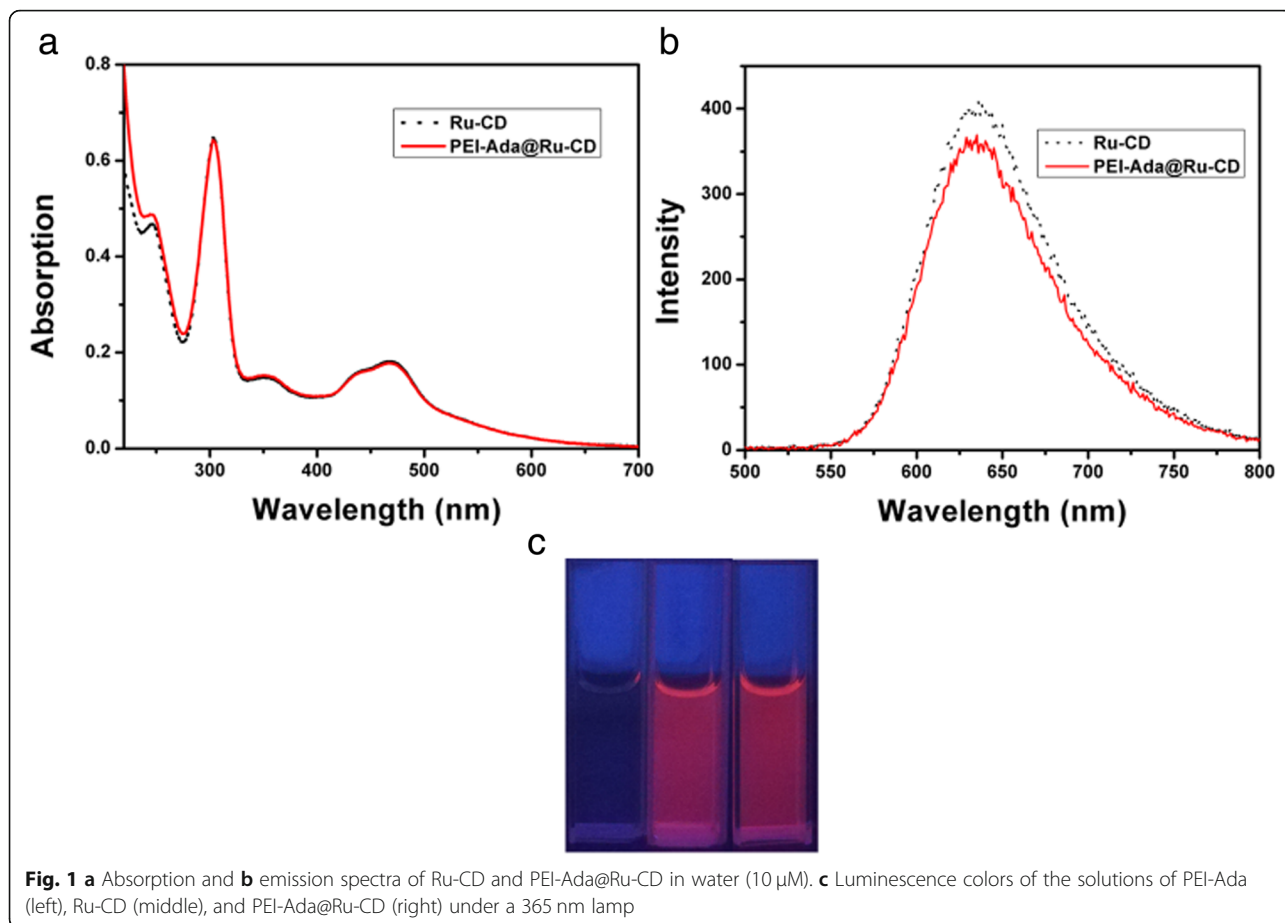 a
0.8
0.6
0.4
0.2
0.0
Absorption
Ru-CD
PEI-Ada@Ru-CD
300
400
500
600
700
Wavelength (nm)
b
400
300
200
100
0
Intensity
Ru-CD
PEI-Ada@Ru-CD
500
550
600
650
700
750
800
Wavelength (nm)
c
Fig. 1 a Absorption and b emission spectra of Ru-CD and PEI-Ada@Ru-CD in water (10 μM). c Luminescence colors of the solutions of PEI-Ada
(left), Ru-CD (middle), and PEI-Ada@Ru-CD (right) under a 365 nm lamp